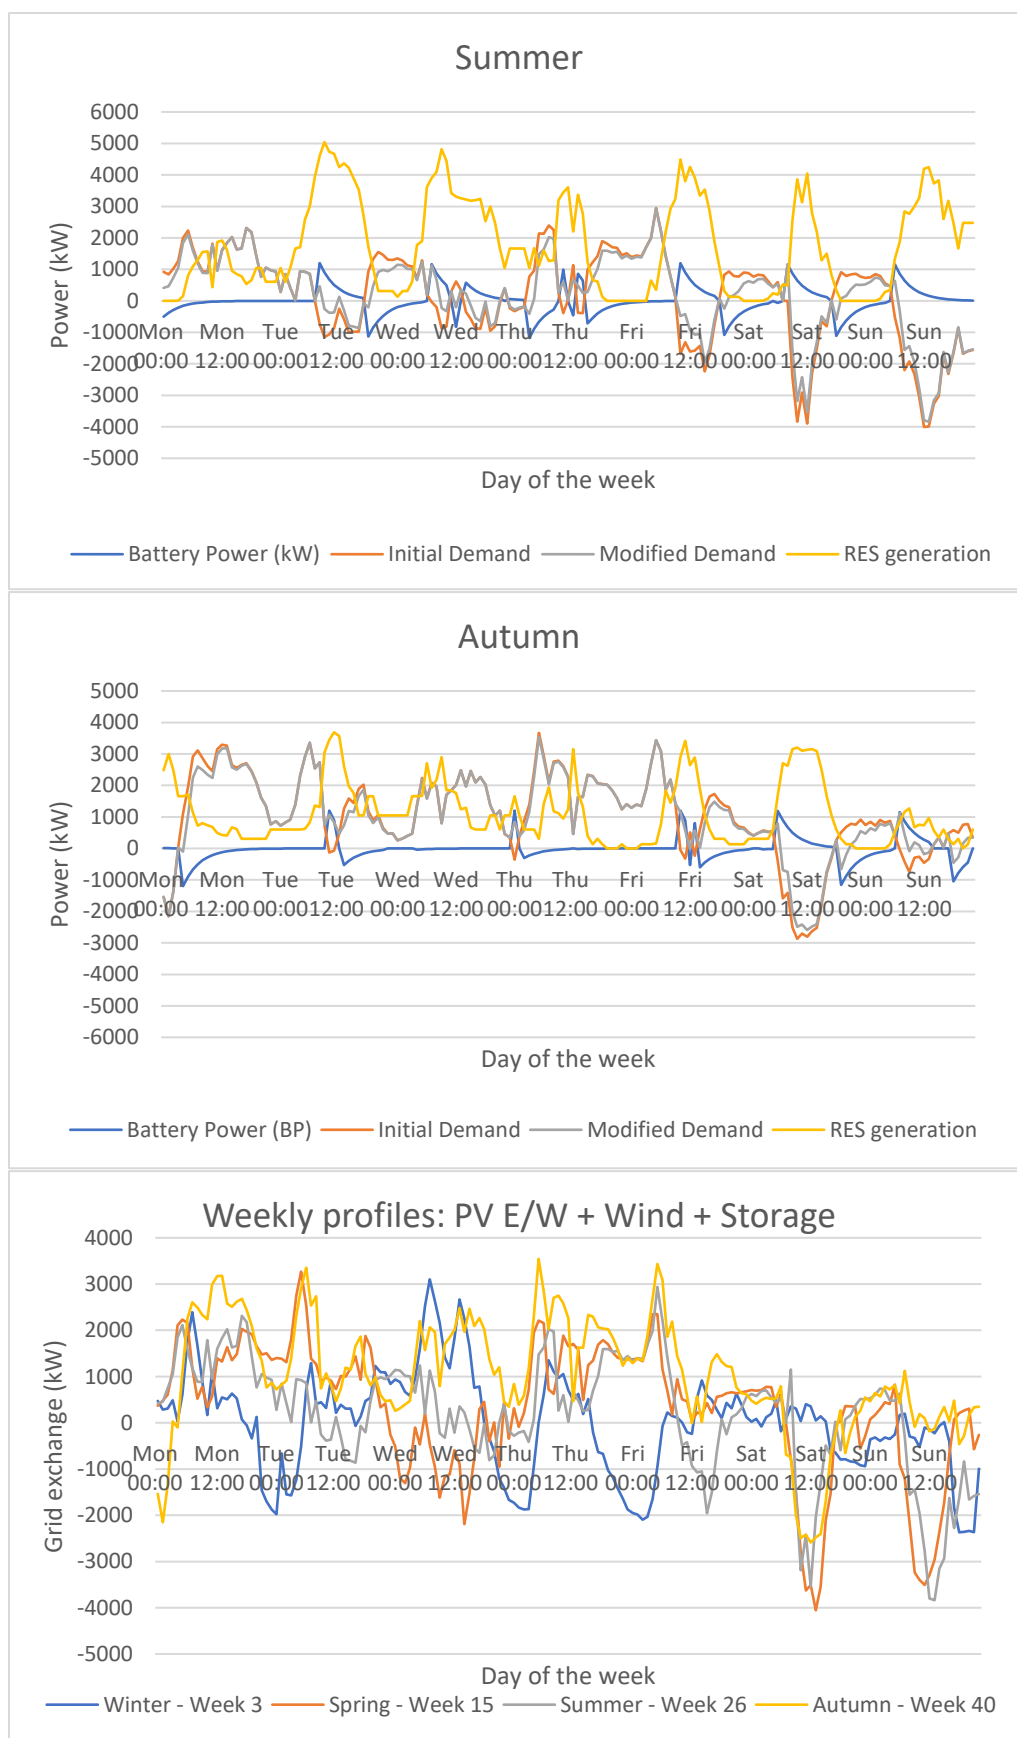 Summer
6000
5000
4000
3000
2000
1000
0
-1000
-2000
-3000
-4000
-5000
Power (kW)
Mon Mon Tue Tue Wed Wed Thu Thu Fri Fri Sat Sat Sun Sun
00:00 12:00 00:00 12:00 00:00 12:00 00:00 12:00 00:00 12:00 00:00 12:00 00:00 12:00
Day of the week
Battery Power (kW) Initial Demand Modified Demand RES generation
Autumn
5000
4000
3000
2000
1000
0
-1000
-2000
-3000
-4000
-5000
-6000
Power (kW)
Mon Mon Tue Tue Wed Wed Thu Thu Fri Fri Sat Sat Sun Sun
00:00 12:00 00:00 12:00 00:00 12:00 00:00 12:00 00:00 12:00 00:00 12:00 00:00 12:00
Day of the week
Battery Power (BP) Initial Demand Modified Demand RES generation
Weekly profiles: PV E/W + Wind + Storage
4000
3000
2000
1000
0
-1000
-2000
-3000
-4000
-5000
Grid exchange (kW)
Mon Mon Tue Tue Wed Wed Thu Thu Fri Fri Sat Sat Sun Sun
00:00 12:00 00:00 12:00 00:00 12:00 00:00 12:00 00:00 12:00 00:00 12:00 00:00 12:00
Day of the week
Winter - Week 3 Spring - Week 15 Summer - Week 26 Autumn - Week 40